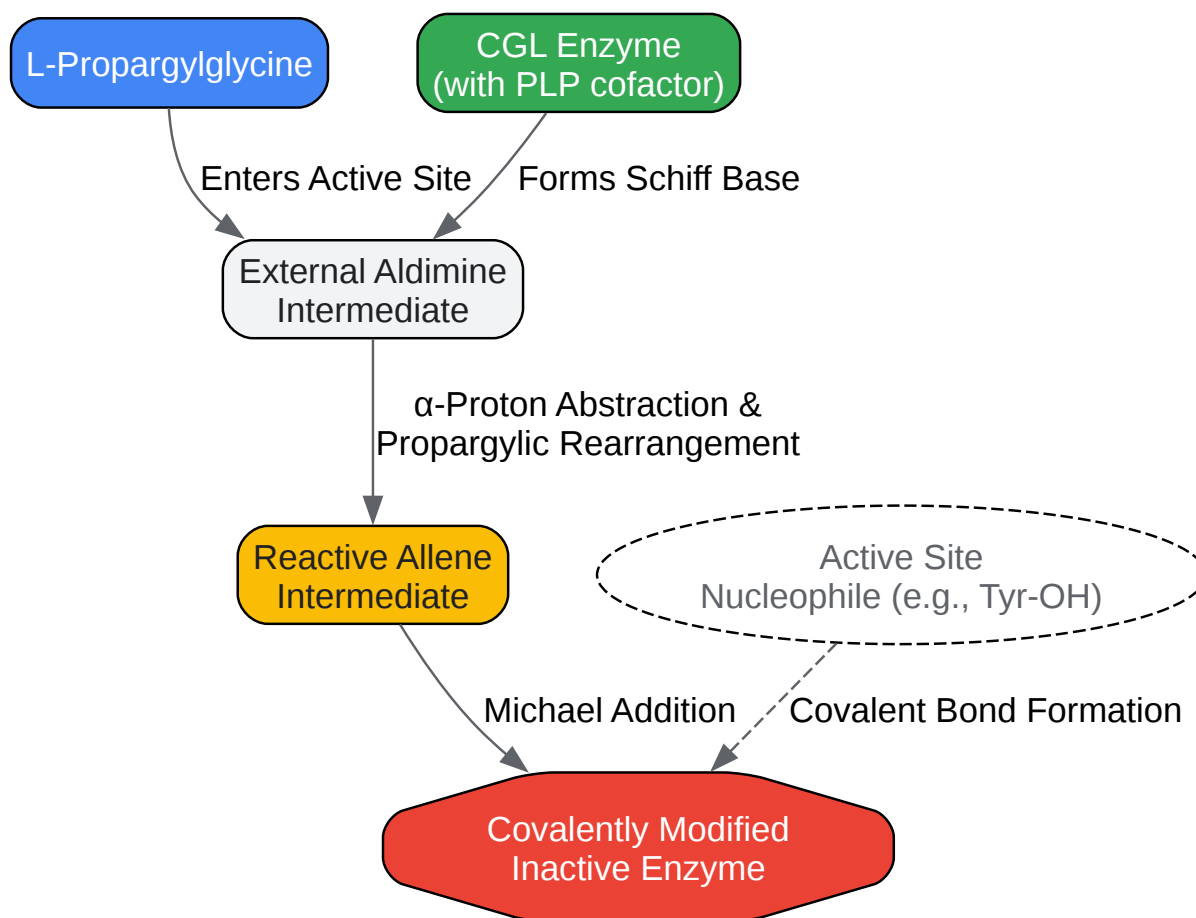 L-Propargylglycine
CGL Enzyme
(with PLP cofactor)
Enters Active Site
Forms Schiff Base
External Aldimine
Intermediate
α-Proton Abstraction &
Propargylic Rearrangement
Reactive Allene
Intermediate
Active Site
Nucleophile (e.g., Tyr-OH)
Michael Addition
Covalent Bond Formation
Covalently Modified
Inactive Enzyme